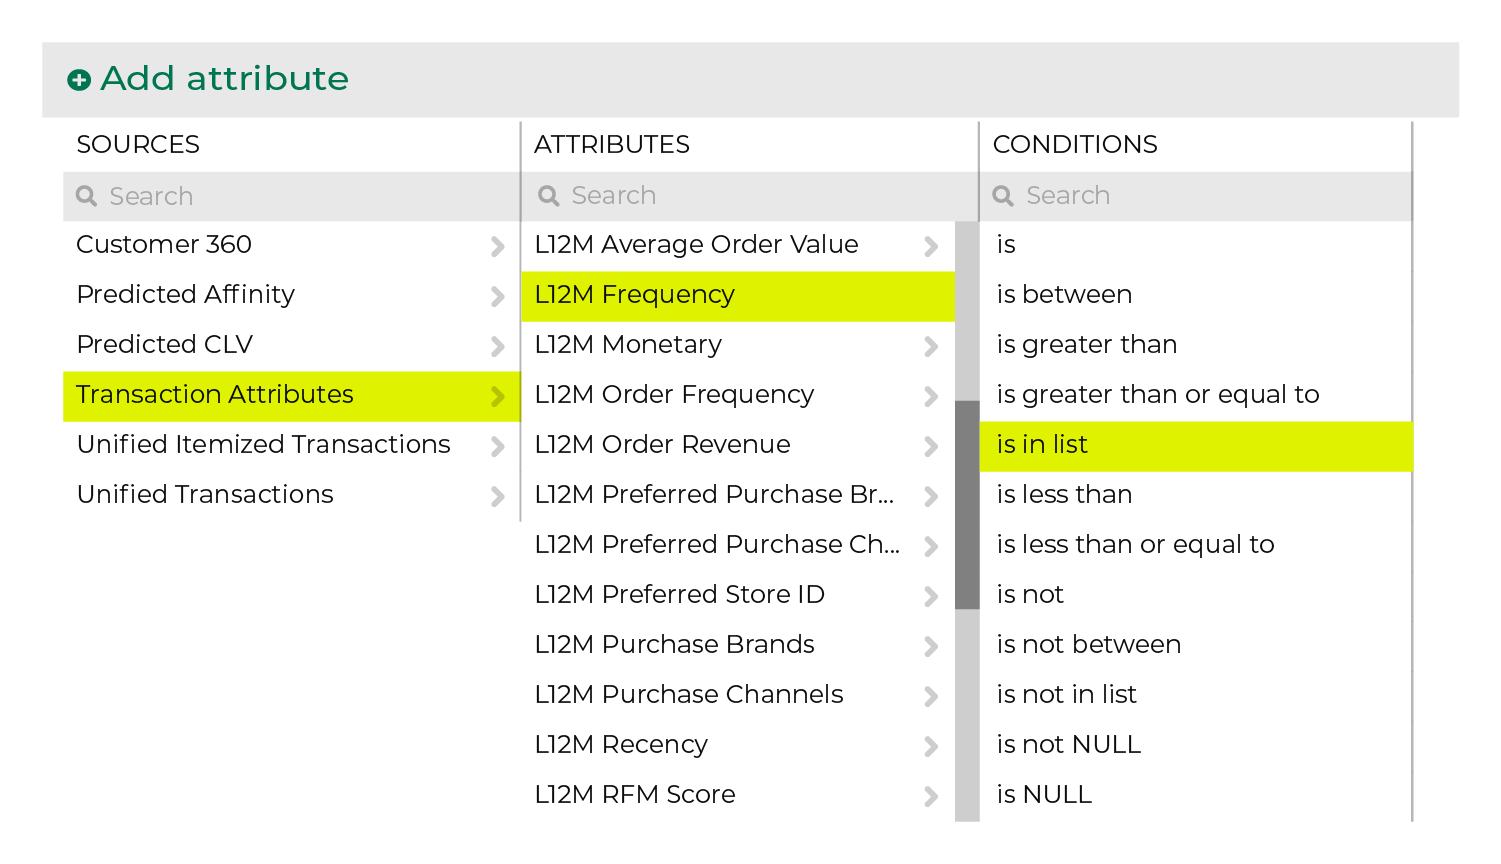 Add attribute
SOURCES
Search
Customer 360
Predicted Affinity
Predicted CLV
Transaction Attributes
Unified Itemized Transactions
Unified Transactions
ATTRIBUTES
Search
L12M Average Order Value
L12M Frequency
L12M Monetary
L12M Order Frequency
L12M Order Revenue
L12M Preferred Purchase Br...
L12M Preferred Purchase Ch...
L12M Preferred Store ID
L12M Purchase Brands
L12M Purchase Channels
L12M Recency
L12M RFM Score
CONDITIONS
Search
is
is between
is greater than
is greater than or equal to
is in list
is less than
is less than or equal to
is not
is not between
is not in list
is not NULL
is NULL